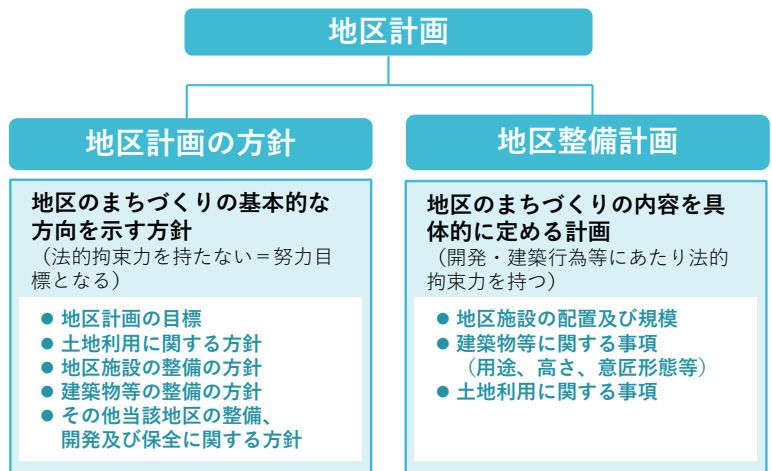 地区計画
地区計画の方針
地区のまちづくりの基本的な
方向を示す方針
（法的拘束力を持たない＝努力目
標となる）
● 地区計画の目標
● 土地利用に関する方針
● 地区施設の整備の方針
● 建築物等の整備の方針
● その他当該地区の整備、
開発及び保全に関する方針
地区整備計画
地区のまちづくりの内容を具
体的に定める計画
（開発・建築行為等にあたり法的
拘束力を持つ）
● 地区施設の配置及び規模
● 建築物等に関する事項
（用途、高さ、意匠形態等）
● 土地利用に関する事項